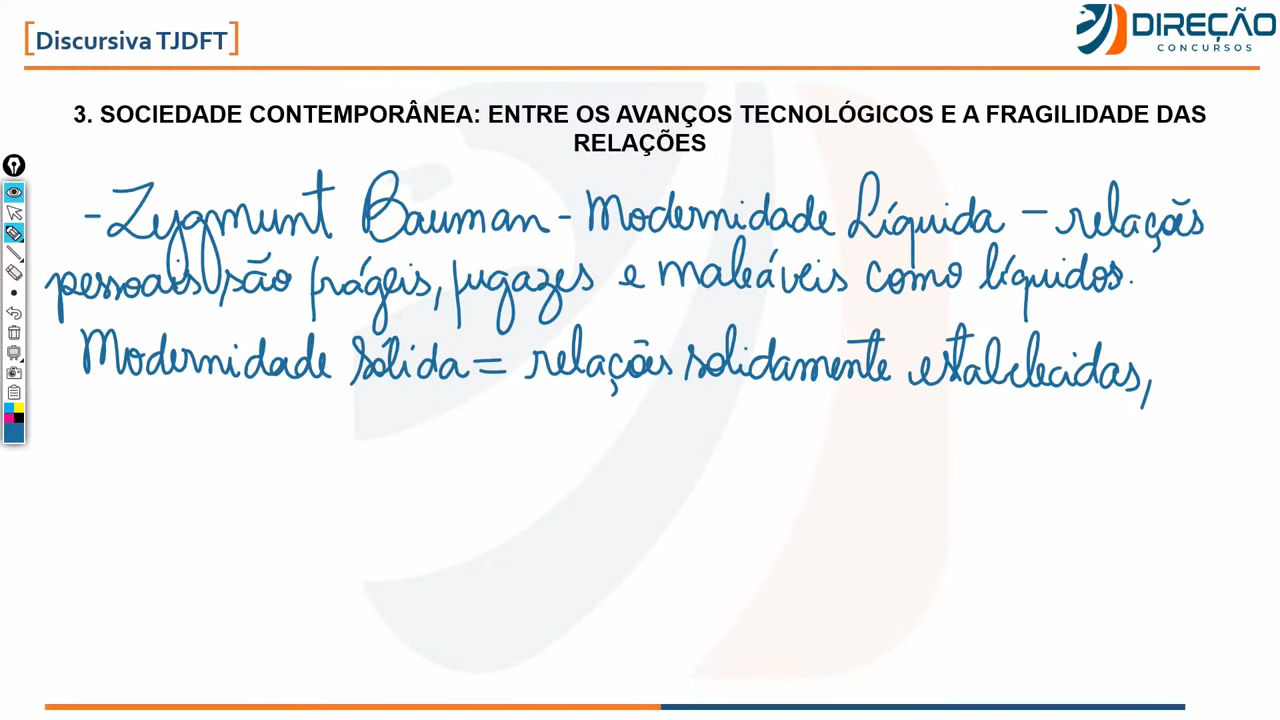 [Discursiva TJDFT]
DIREÇÃO
CONCURSOS
3. SOCIEDADE CONTEMPORÂNEA: ENTRE OS AVANÇOS TECNOLÓGICOS E A FRAGILIDADE DAS
RELAÇÕES
- Zygmunt Bauman - Modernidade Líquida - relações
pessoais são frágeis, fugazes e maleáveis como líquidos.
Modernidade Sólida = relações solidamente estabelecidas,